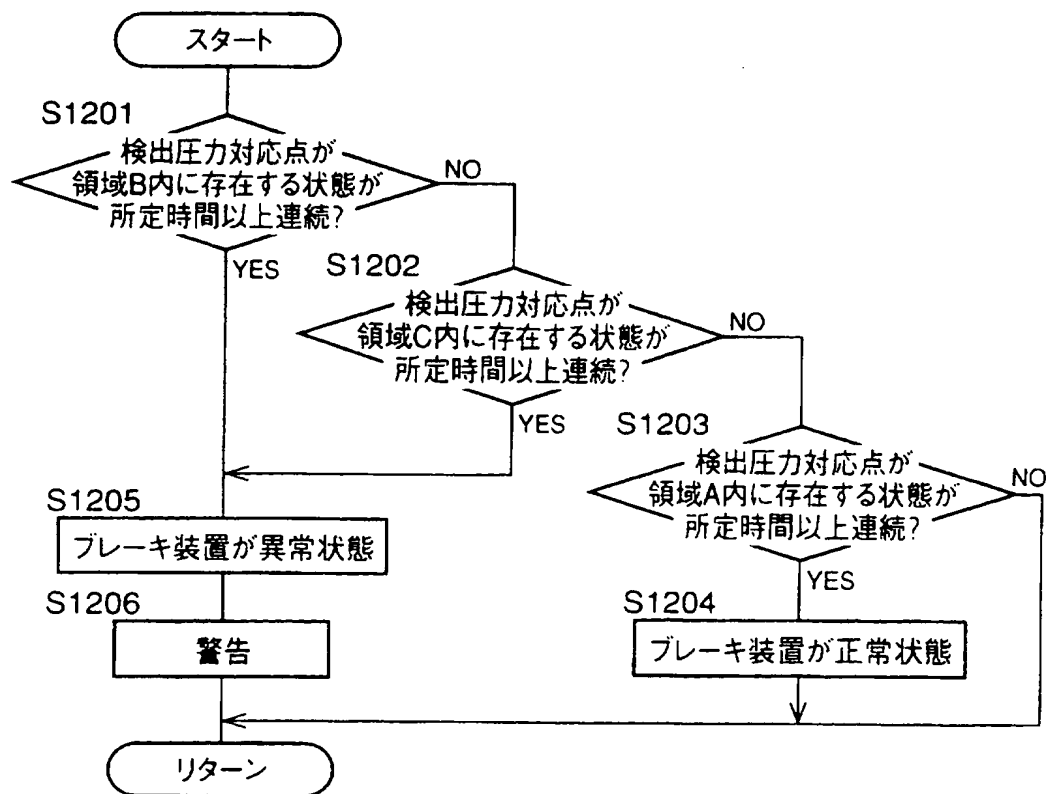 スタート
S1201
検出圧力対応点が
領域B内に存在する状態が
所定時間以上連続?
NO
YES
S1202
検出圧力対応点が
領域C内に存在する状態が
所定時間以上連続?
NO
YES
S1203
検出圧力対応点が
領域A内に存在する状態が
所定時間以上連続?
NO
YES
S1205
ブレーキ装置が異常状態
S1206
警告
S1204
ブレーキ装置が正常状態
リターン